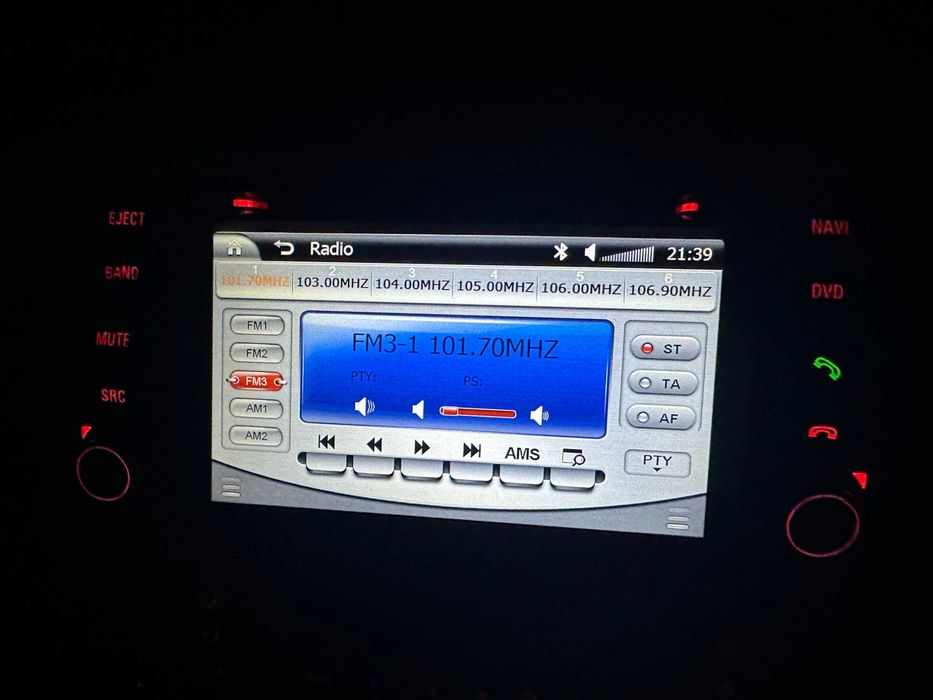 EJECT
BAND
MUTE
SRC
Radio
21:39
1 2 3 4 5 6
101.70MHZ 103.00MHZ 104.00MHZ 105.00MHZ 106.00MHZ 106.90MHZ
FM1
FM2
FM3
AM1
AM2
FM3-1 101.70MHZ
PTY: PS:
AMS
ST
TA
AF
PTY
NAVI
DVD